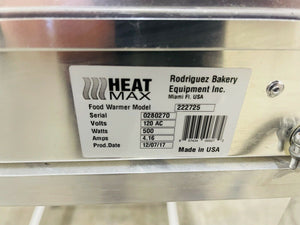 HEAT MAX
Rodriguez Bakery
Equipment Inc.
Miami Fl. USA
Food Warmer Model 222725
Serial 0280270
Volts 120 AC
Watts 500
Amps 4.16
Prod.Date 12/07/17
Made in USA